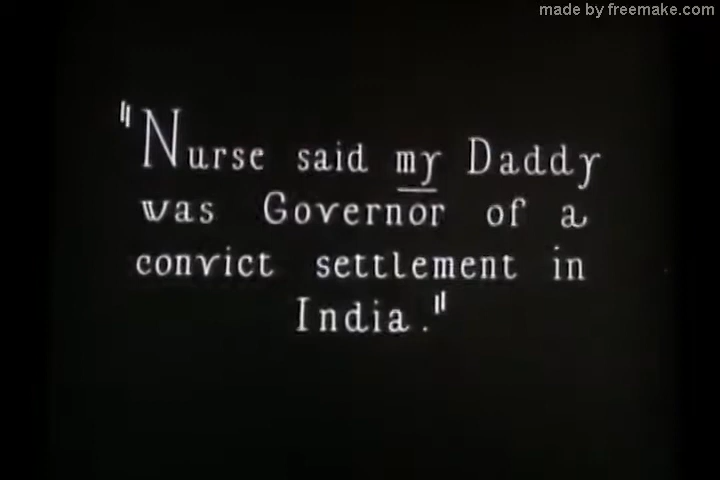 made by freemake.com
"Nurse said my Daddy
was Governor of a
convict settlement in
India."